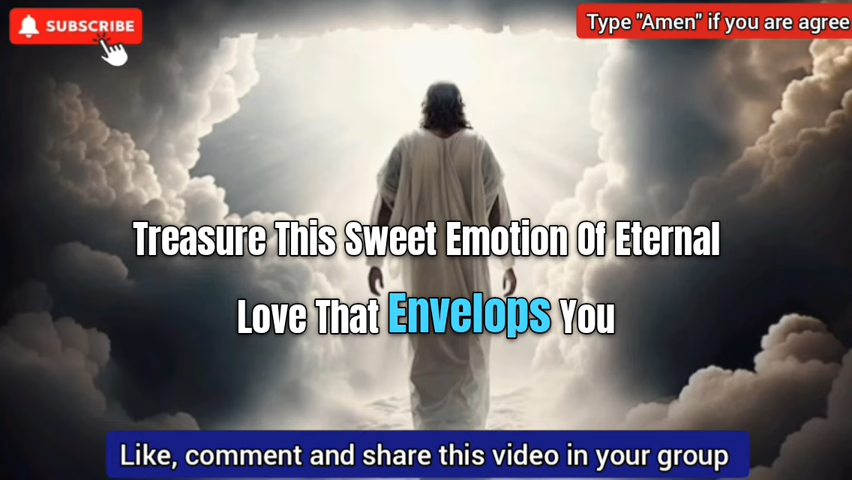 SUBSCRIBE
Type "Amen" if you are agree
Treasure This Sweet Emotion Of Eternal
Love That Envelops You
Like, comment and share this video in your group